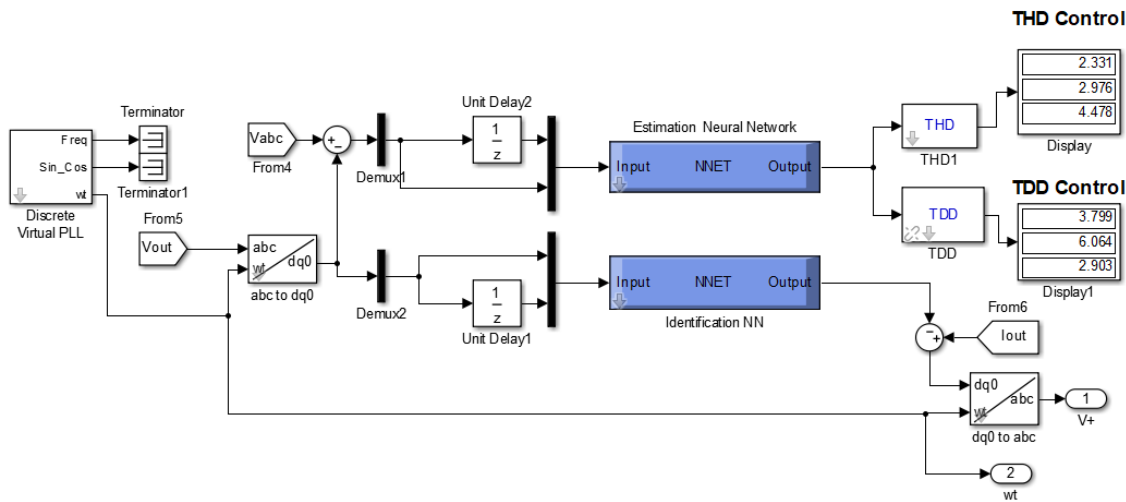 THD Control
2.331
2.976
4.478
Display
Terminator
Freq
Sin_Cos
wt
Terminator1
Discrete
Virtual PLL
Vabc
From4
+
-
Demux1
Unit Delay2
1
z
Estimation Neural Network
Input NNET Output
THD
THD1
TDD Control
3.799
6.064
2.903
Display1
TDD
TDD
From5
Vout
abc
wt
dq0
abc to dq0
Demux2
1
z
Unit Delay1
Input NNET Output
Identification NN
From6
Iout
-
+
dq0
wt
abc
dq0 to abc
1
V+
2
wt